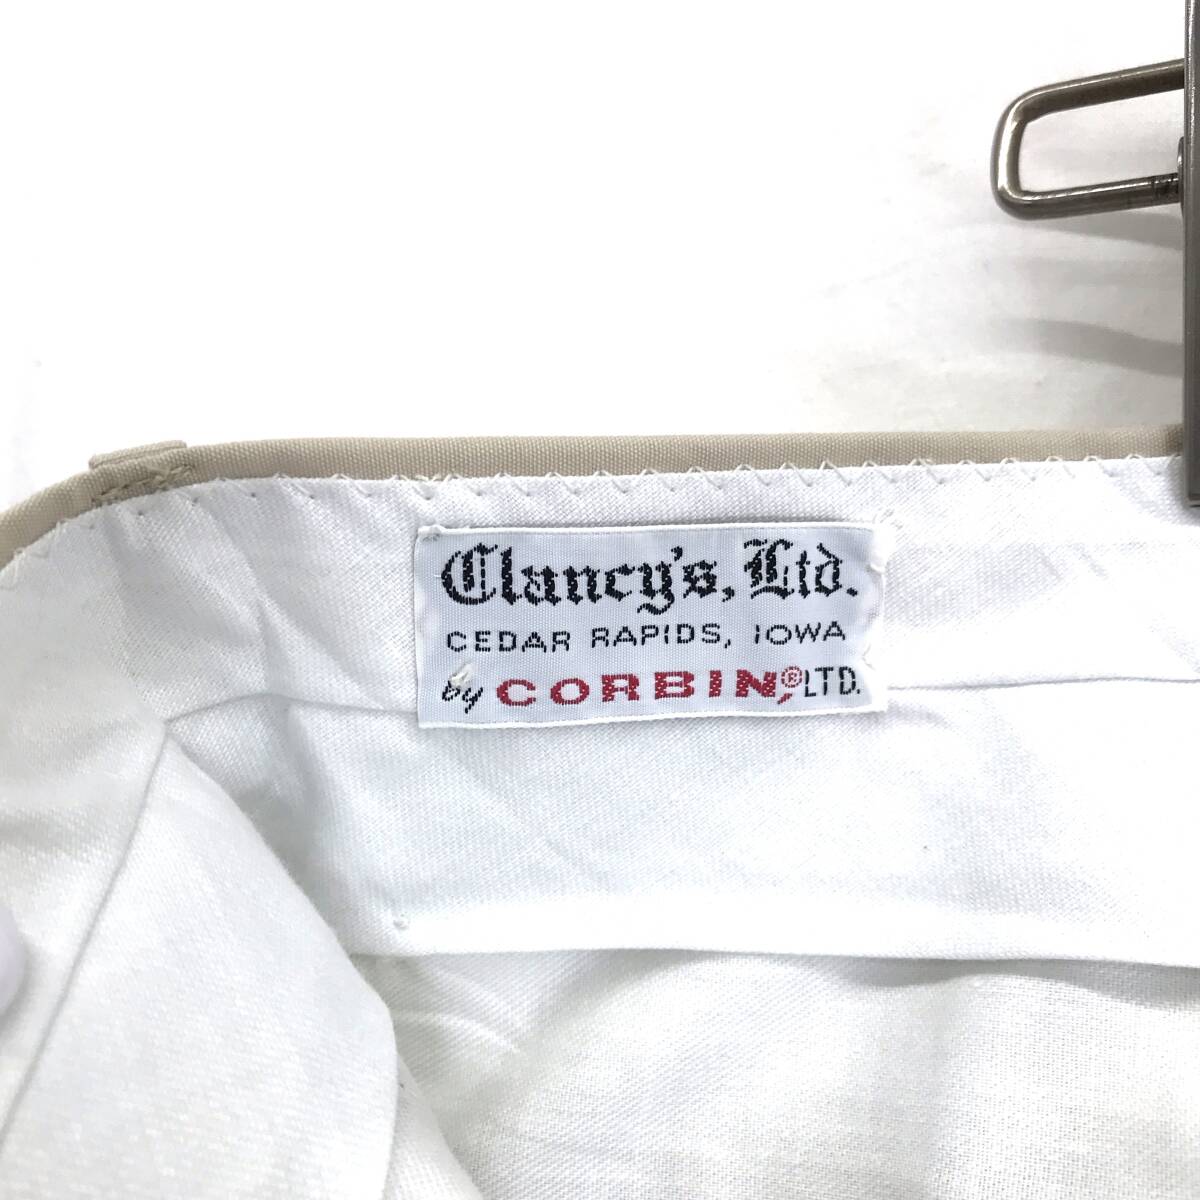 Clancy's, Ltd.
CEDAR RAPIDS, IOWA
by CORBIN,® LTD.